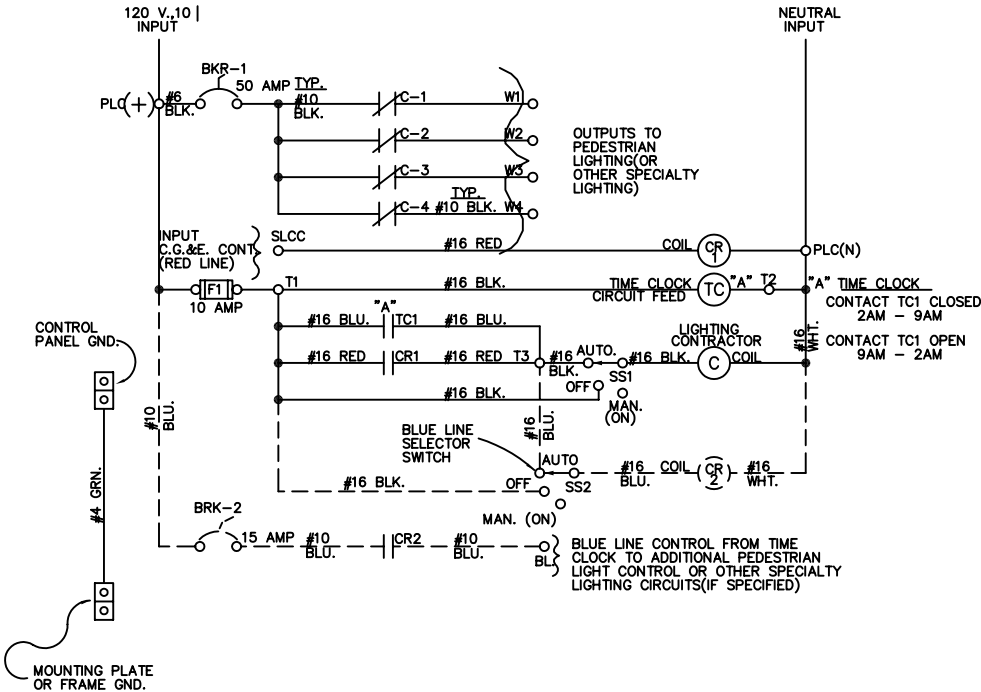 120 V.,10|
INPUT
NEUTRAL
INPUT
BKR-1
50 AMP
TYP.
PLC(+)
#6
BLK.
#10
BLK.
C-1
W1
C-2
W2
OUTPUTS TO
PEDESTRIAN
LIGHTING(OR
OTHER SPECIALTY
LIGHTING)
C-3
W3
TYP.
C-4
#10 BLK.
W4
INPUT
C.G.&E. CONT.
(RED LINE)
SLCC
#16 RED
COIL
CR
1
PLC(N)
F1
10 AMP
T1
#16 BLK.
TIME CLOCK
CIRCUIT FEED
TC
"A"
T2
"A" TIME CLOCK
CONTACT TC1 CLOSED
2AM - 9AM
CONTACT TC1 OPEN
9AM - 2AM
"A"
#16 BLU.
TC1
#16 BLU.
LIGHTING
CONTRACTOR
#16
WHT.
CONTROL
PANEL GND.
#16 RED
CR1
#16 RED
T3
#16
BLK.
AUTO.
SS1
#16 BLK.
C
COIL
OFF
#16 BLK.
MAN.
(ON)
#10
BLU.
#16
BLU.
BLUE LINE
SELECTOR
SWITCH
AUTO
SS2
#16
BLU.
COIL
CR
2
#16
WHT.
#16 BLK.
OFF
MAN. (ON)
#4 GRN.
BRK-2
15 AMP
#10
BLU.
CR2
#10
BLU.
BL.
BLUE LINE CONTROL FROM TIME
CLOCK TO ADDITIONAL PEDESTRIAN
LIGHT CONTROL OR OTHER SPECIALTY
LIGHTING CIRCUITS(IF SPECIFIED)
MOUNTING PLATE
OR FRAME GND.